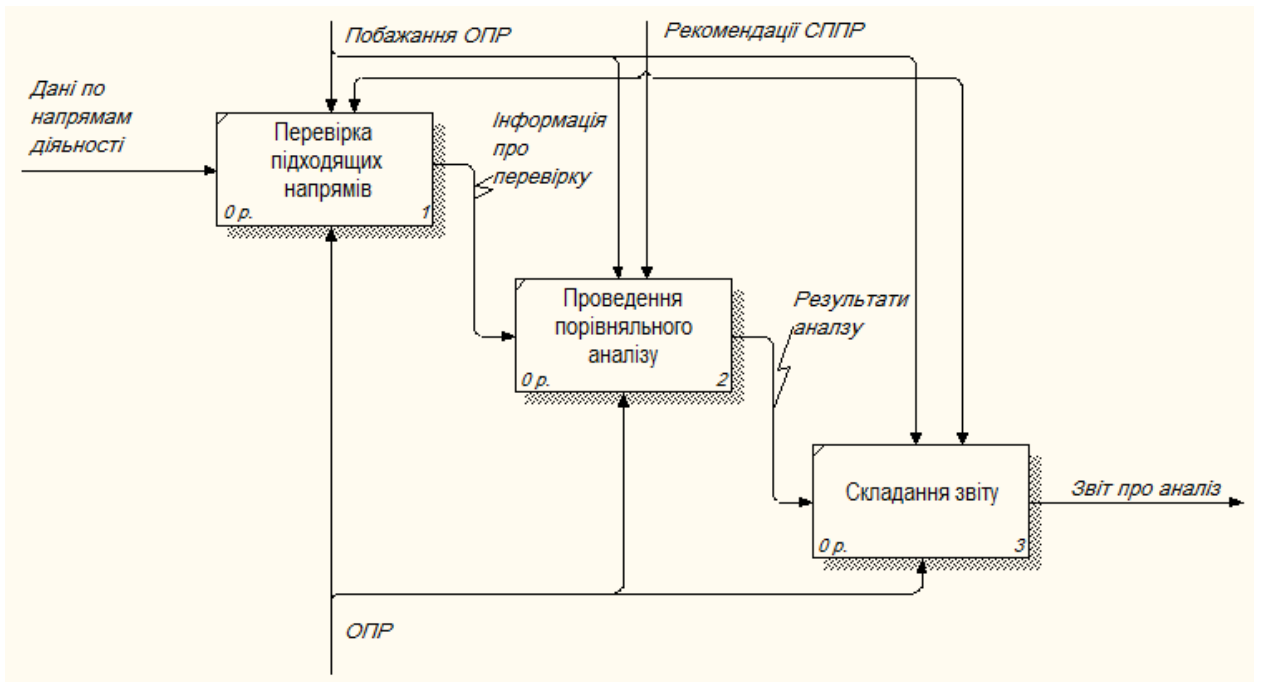 Побажання ОПР
Рекомендації СППР
Дані по
напрямам
діяьності
Перевірка
підходящих
напрямів
0 р.
1
Інформація
про
перевірку
Проведення
порівняльного
аналізу
0 р.
2
Результати
аналзу
Складання звіту
0 р.
3
Звіт про аналіз
ОПР